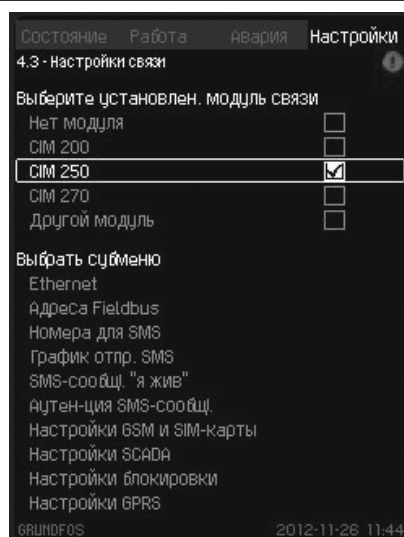 Состояние Работа Авария Настройки
4.3 - Настройки связи
Выберите установлен. модуль связи
Нет модуля
CIM 200
CIM 250
CIM 270
Другой модуль
Выбрать субменю
Ethernet
Адреса Fieldbus
Номера для SMS
График отпр. SMS
SMS-сообщ. "я жив"
Аутен-ция SMS-сообщ.
Настройки GSM и SIM-карты
Настройки SCADA
Настройки блокировки
Настройки GPRS
GRUNDFOS 2012-11-26 11:44